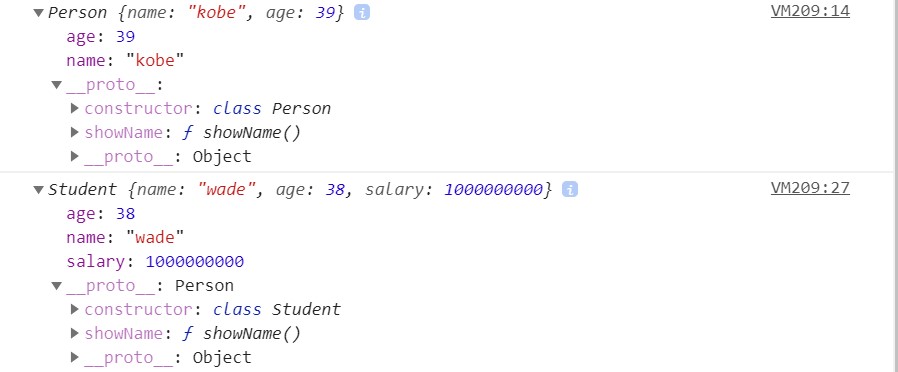 ▼Person {name: "kobe", age: 39} i VM209:14
age: 39
name: "kobe"
▼__proto__:
▶constructor: class Person
▶showName: ƒ showName()
▶__proto__: Object
▼Student {name: "wade", age: 38, salary: 1000000000} i VM209:27
age: 38
name: "wade"
salary: 1000000000
▼__proto__: Person
▶constructor: class Student
▶showName: ƒ showName()
▶__proto__: Object